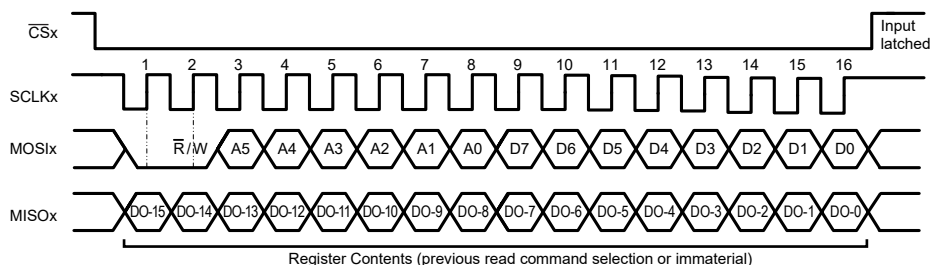 CSx
Input
latched
1 2 3 4 5 6 7 8 9 10 11 12 13 14 15 16
SCLKx
MOSIx R/W A5 A4 A3 A2 A1 A0 D7 D6 D5 D4 D3 D2 D1 D0
MISOx DO-15 DO-14 DO-13 DO-12 DO-11 DO-10 DO-9 DO-8 DO-7 DO-6 DO-5 DO-4 DO-3 DO-2 DO-1 DO-0
Register Contents (previous read command selection or immaterial)